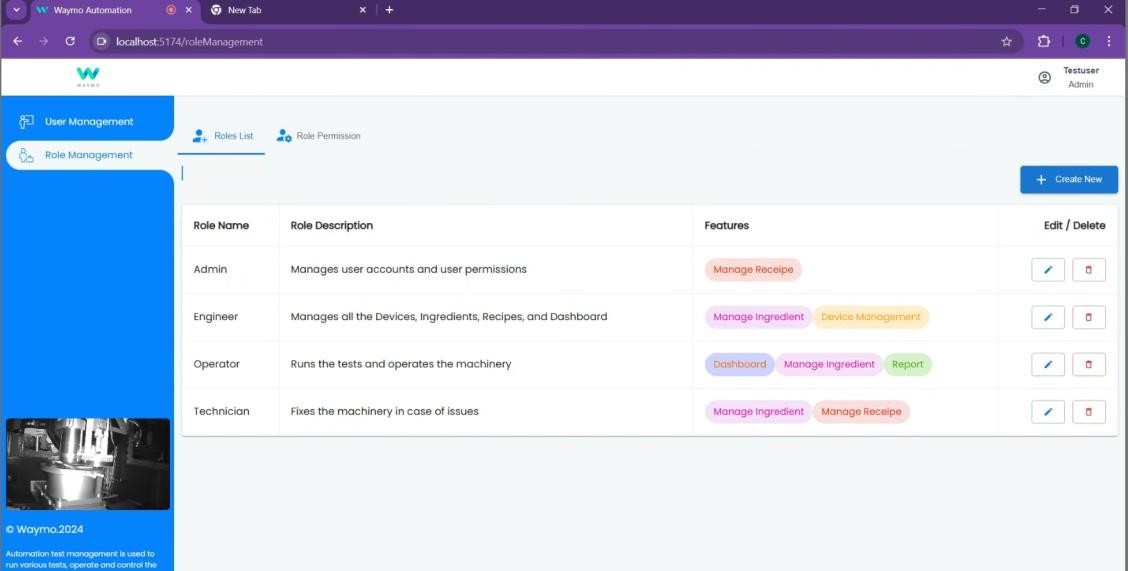 Waymo Automation
New Tab
localhost:5174/roleManagement
C
WAYMO
Testuser
Admin
User Management
Role Management
Roles List
Role Permission
Create New
Role Name Role Description Features Edit / Delete
Admin Manages user accounts and user permissions Manage Receipe
Engineer Manages all the Devices, Ingredients, Recipes, and Dashboard Manage Ingredient Device Management
Operator Runs the tests and operates the machinery Dashboard Manage Ingredient Report
Technician Fixes the machinery in case of issues Manage Ingredient Manage Receipe
© Waymo.2024
Automation test management is used to
run various tests, operate and control the